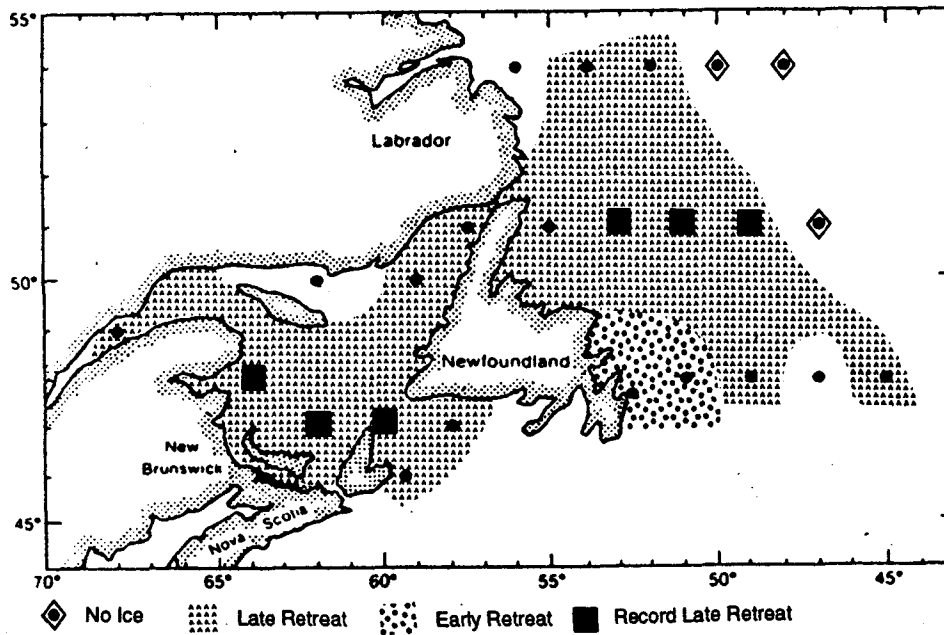 55°
Labrador
50°
Newfoundland
New
Brunswick
Nova Scotia
45°
70° 65° 60° 55° 50° 45°
No Ice Late Retreat Early Retreat Record Late Retreat